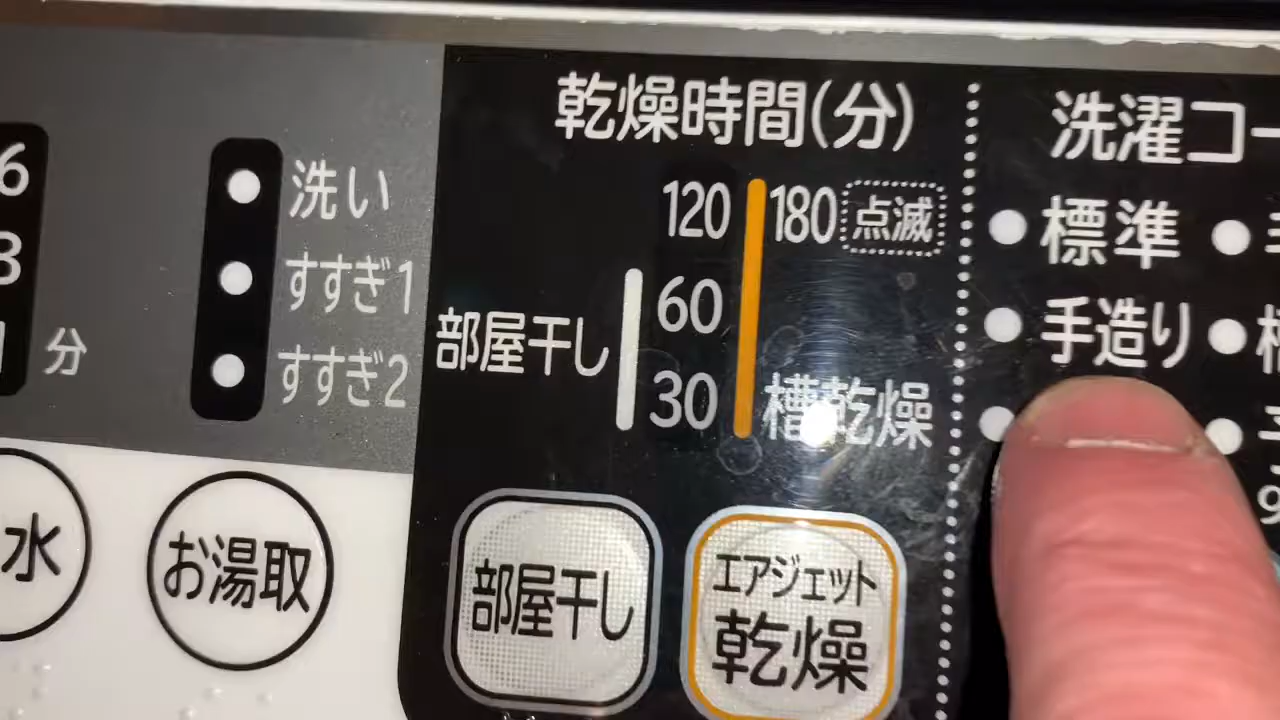 乾燥時間(分)
120
180
点滅
60
30
部屋干し
槽乾燥
6
3
分
洗い
すすぎ1
すすぎ2
洗濯コー
標準
手造り
水
お湯取
部屋干し
エアジェット
乾燥